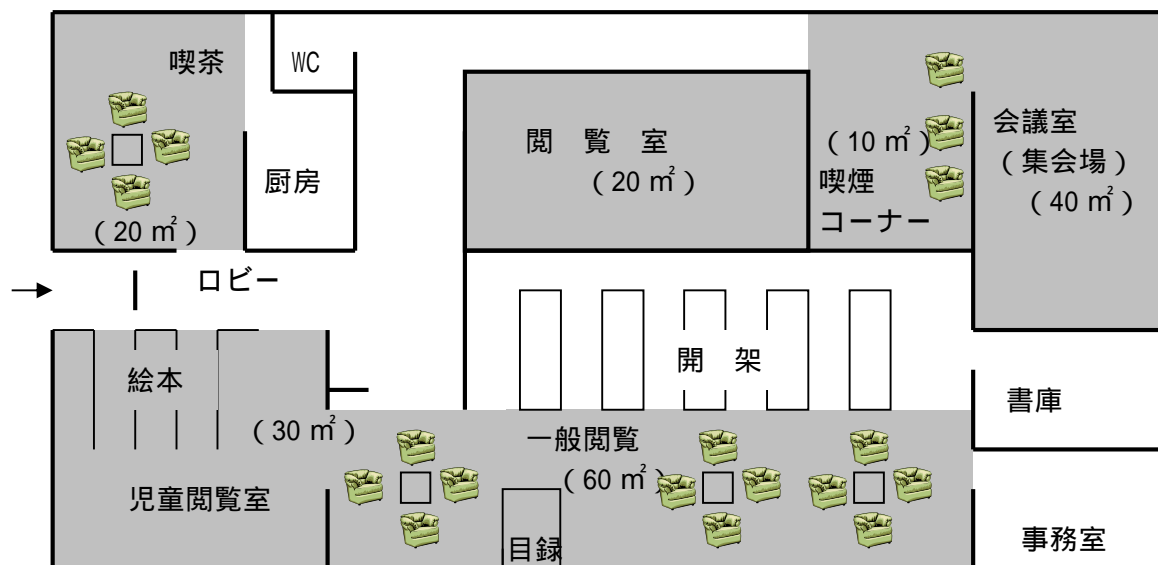 喫茶
(20 ㎡)
WC
厨房
閲 覧 室
(20 ㎡)
(10 ㎡)
喫煙
コーナー
会議室
(集会場)
(40 ㎡)
ロビー
絵本
(30 ㎡)
児童閲覧室
開 架
一般閲覧
(60 ㎡)
目録
書庫
事務室